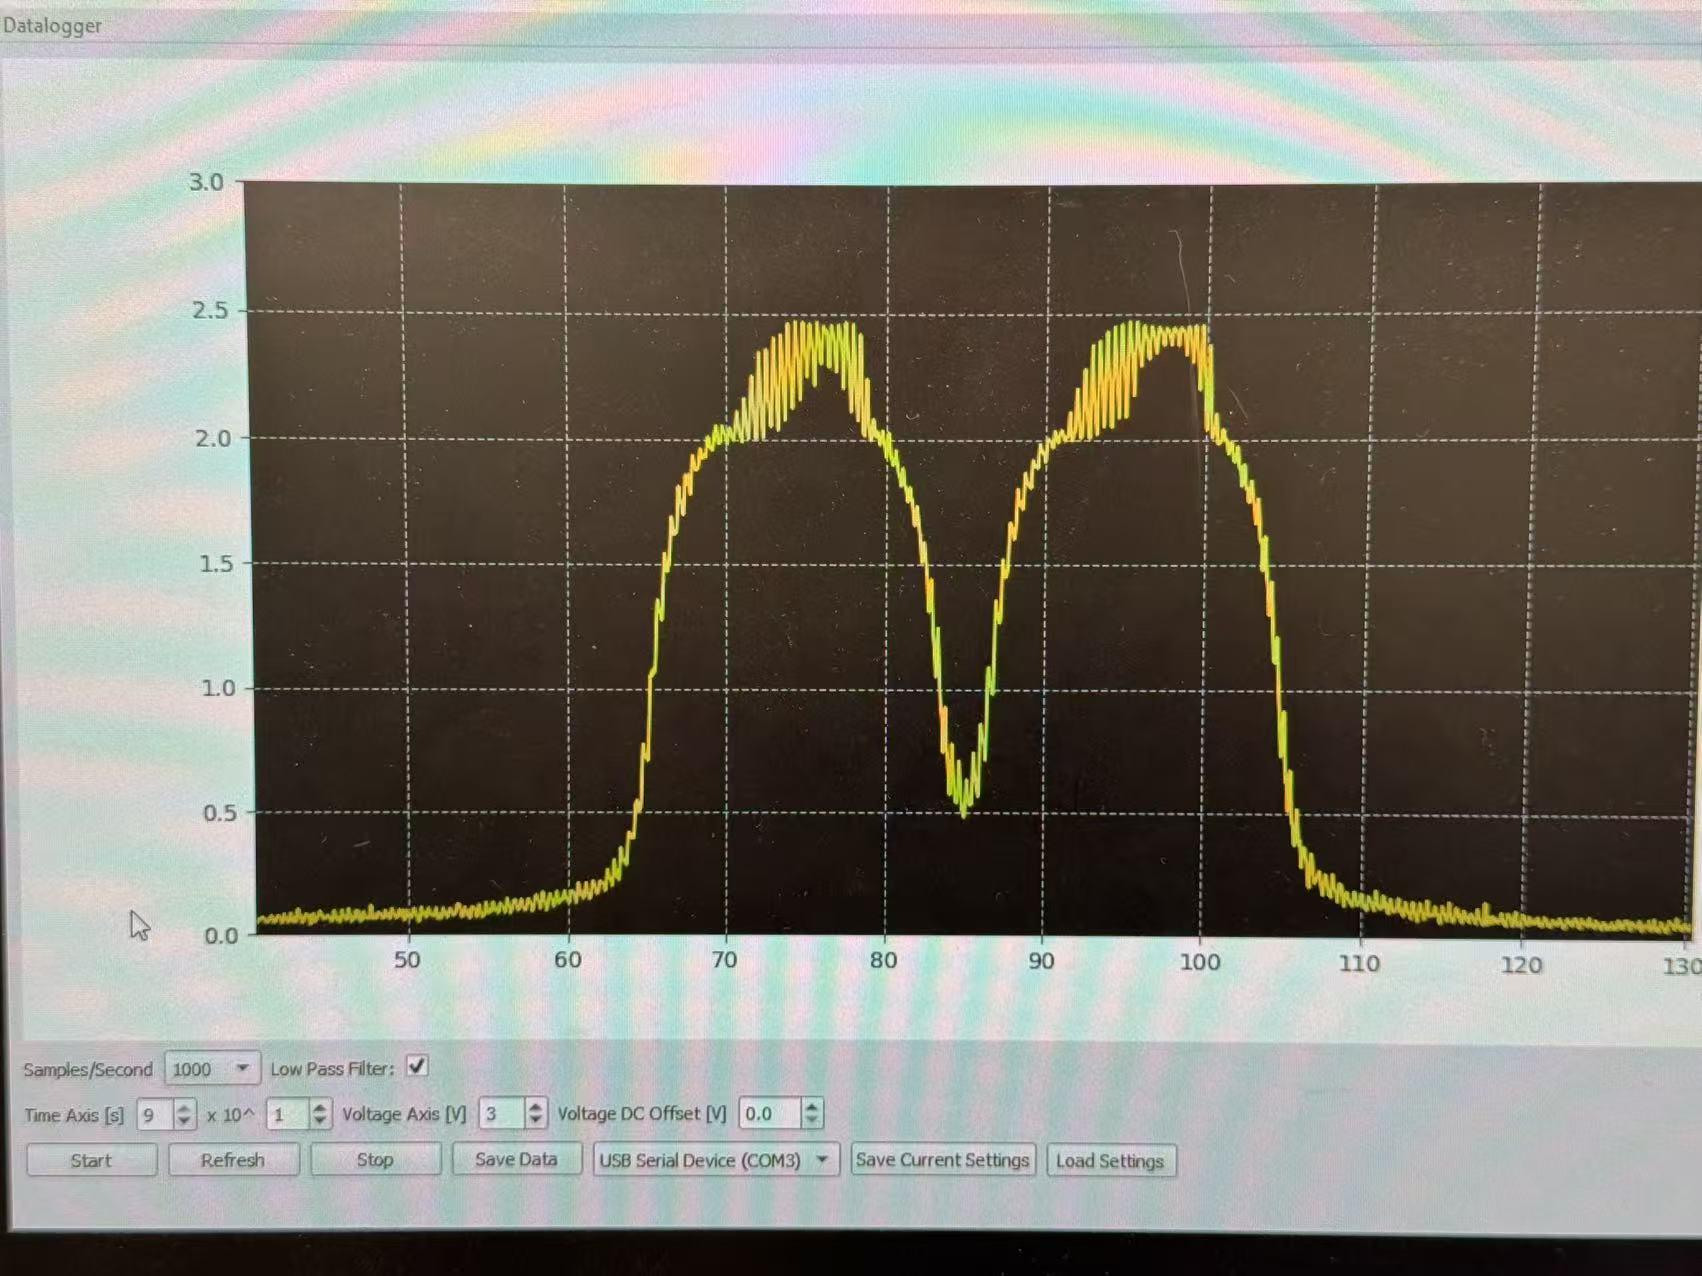 Datalogger
3.0
2.5
2.0
1.5
1.0
0.5
0.0
50 60 70 80 90 100 110 120 130
Samples/Second 1000 Low Pass Filter:
Time Axis [s] 9 x 10^ 1 Voltage Axis [V] 3 Voltage DC Offset [V] 0.0
Start Refresh Stop Save Data USB Serial Device (COM3) Save Current Settings Load Settings